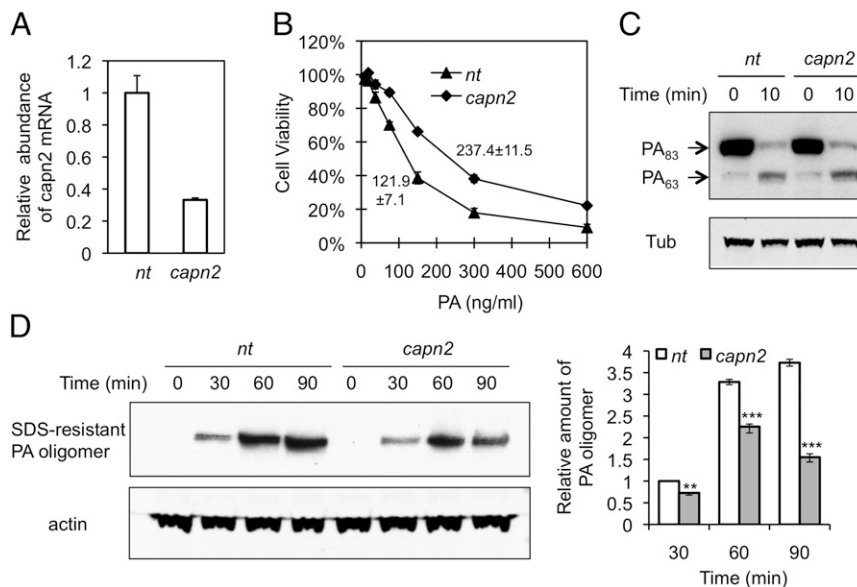 A
Relative abundance
of capn2 mRNA
1.2
1
0.8
0.6
0.4
0.2
0
nt capn2
B
Cell Viability
120%
100%
80%
60%
40%
20%
0%
nt
capn2
237.4±11.5
121.9
±7.1
0 100 200 300 400 500 600
PA (ng/ml)
C
nt capn2
Time (min) 0 10 0 10
PA83
PA63
Tub
D
nt capn2
Time (min) 0 30 60 90 0 30 60 90
SDS-resistant
PA oligomer
actin
Relative amount of
PA oligomer
4
3.5
3
2.5
2
1.5
1
0.5
0
nt capn2
**
***
***
30 60 90
Time (min)